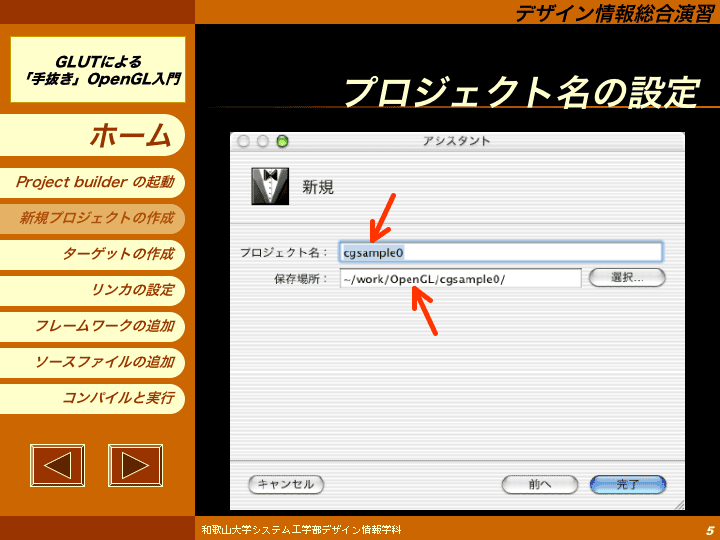 デザイン情報総合演習
GLUTによる
「手抜き」OpenGL入門
プロジェクト名の設定
ホーム
Project builder の起動
新規プロジェクトの作成
ターゲットの作成
リンカの設定
フレームワークの追加
ソースファイルの追加
コンパイルと実行
アシスタント
新規
プロジェクト名：
cgsample0
保存場所：
~/work/OpenGL/cgsample0/
選択...
キャンセル
前へ
完了
和歌山大学システム工学部デザイン情報学科
5